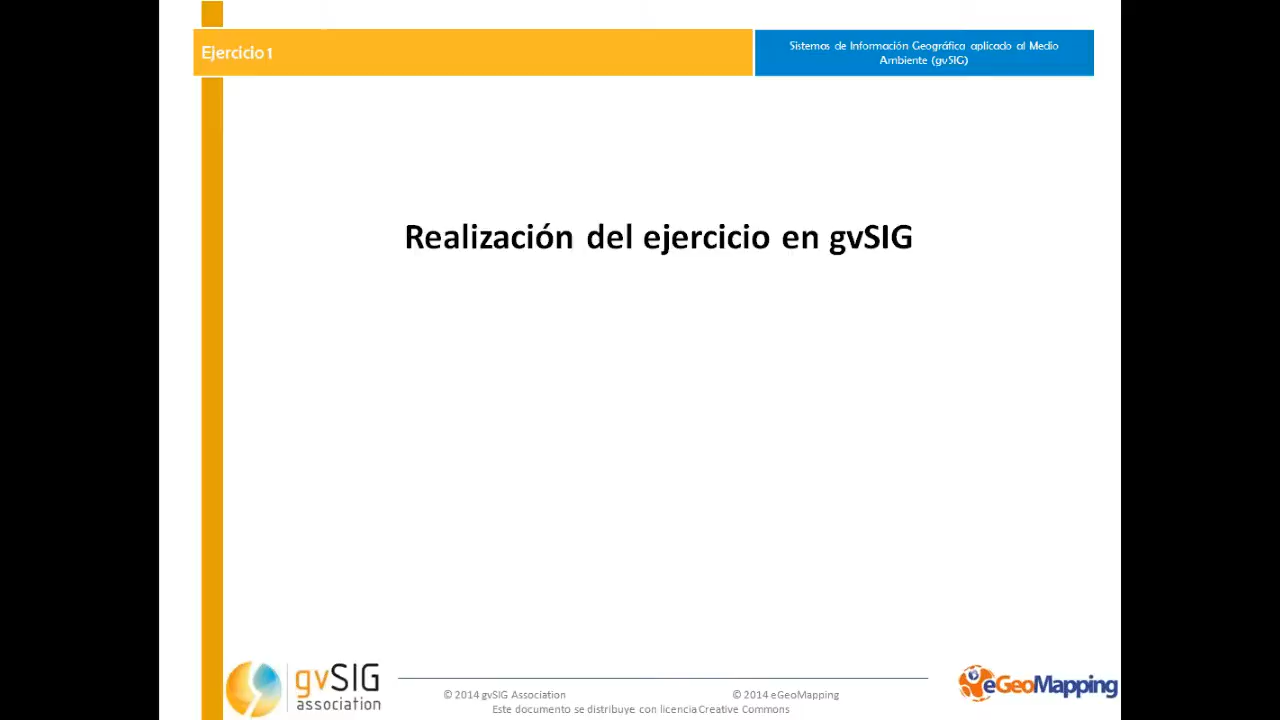 Ejercicio 1
Sistemas de Información Geográfica aplicado al Medio
Ambiente (gvSIG)
Realización del ejercicio en gvSIG
gvSIG
association
© 2014 gvSIG Association
© 2014 eGeoMapping
Este documento se distribuye con licencia Creative Commons
eGeoMapping